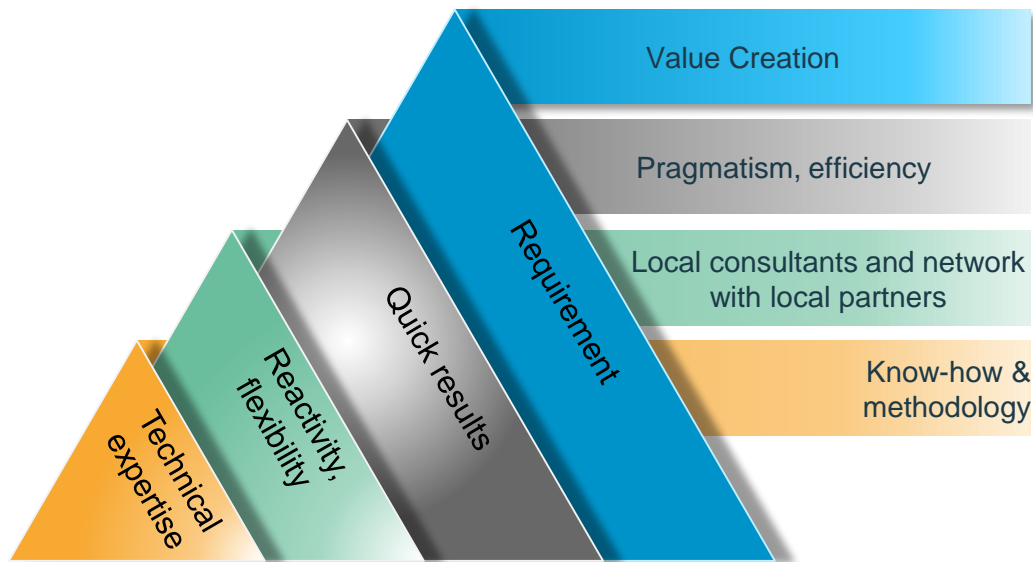 Value Creation
Pragmatism, efficiency
Local consultants and network
with local partners
Know-how &
methodology
Requirement
Quick results
Reactivity,
flexibility
Technical
expertise